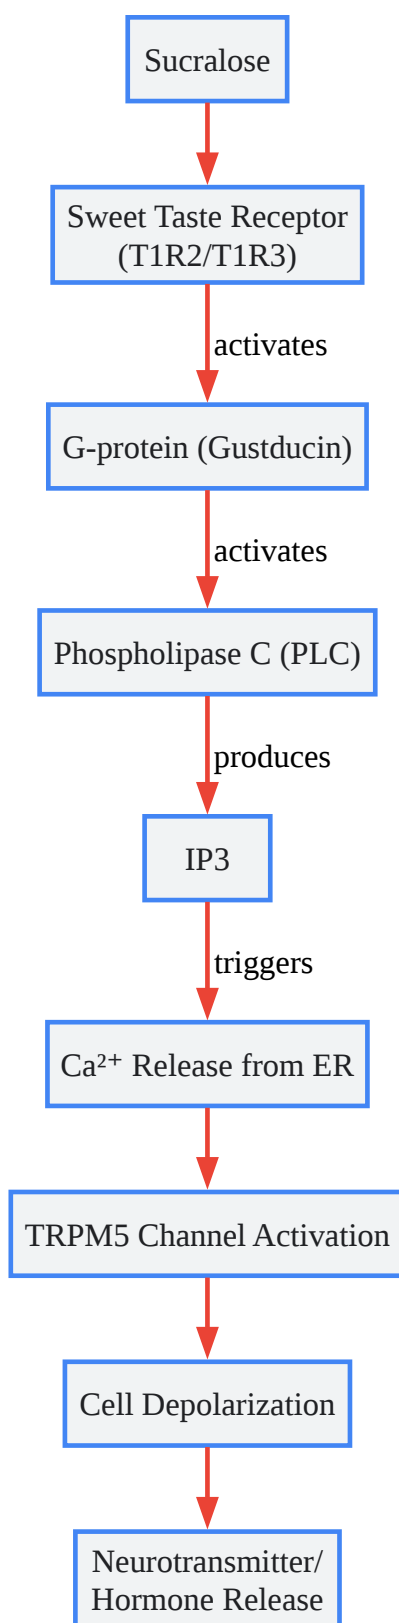 Sucralose
Sweet Taste Receptor
(T1R2/T1R3)
activates
G-protein (Gustducin)
activates
Phospholipase C (PLC)
produces
IP3
triggers
Ca²⁺ Release from ER
TRPM5 Channel Activation
Cell Depolarization
Neurotransmitter/
Hormone Release